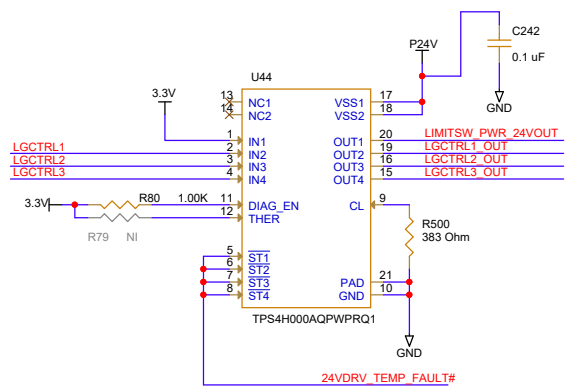 P24V
C242
0.1 uF
GND
U44
3.3V
13 NC1
14 NC2
VSS1 17
VSS2 18
1 IN1
OUT1 20 LIMITSW_PWR_24VOUT
LGCTRL1 2 IN2
OUT2 19 LGCTRL1_OUT
LGCTRL2 3 IN3
OUT3 16 LGCTRL2_OUT
LGCTRL3 4 IN4
OUT4 15 LGCTRL3_OUT
3.3V R80 1.00K 11 DIAG_EN
CL 9
12 THER
R79 NI
R500
383 Ohm
5 ST1
6 ST2
7 ST3
8 ST4
PAD 21
GND 10
TPS4H000AQPWPRQ1
GND
24VDRV_TEMP_FAULT#